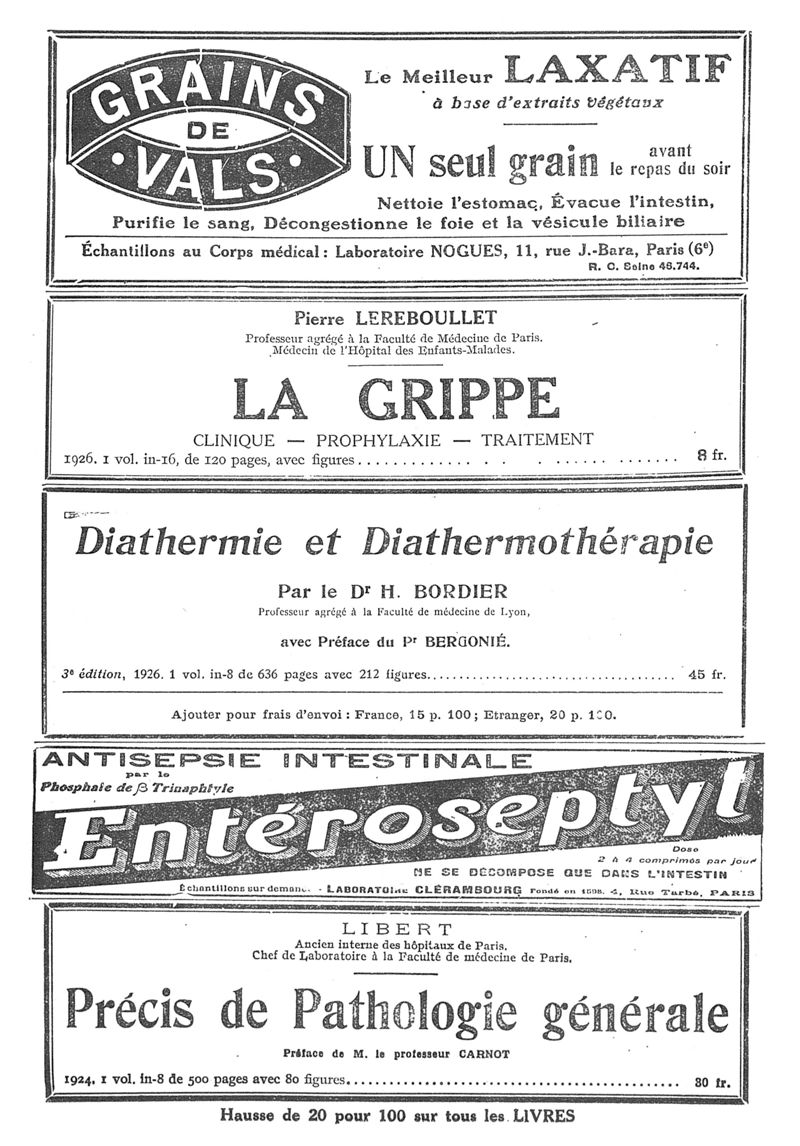 GRAINS
DE
VALS
Le Meilleur LAXATIF
à base d'extraits végétaux
UN seul grain avant le repas du soir
Nettoie l'estomac, Évacue l'intestin,
Purifie le sang, Décongestionne le foie et la vésicule biliaire
Échantillons au Corps médical : Laboratoire NOGUES, 11, rue J.-Bara, Paris (6e)
R. C. Seine 46.744.
Pierre LEREBOULLET
Professeur agrégé à la Faculté de Médecine de Paris.
Médecin de l'Hôpital des Enfants-Malades.
LA GRIPPE
CLINIQUE — PROPHYLAXIE — TRAITEMENT
1926. 1 vol. in-16, de 120 pages, avec figures .......... 8 fr.
Diathermie et Diathermothérapie
Par le Dr H. BORDIER
Professeur agrégé à la Faculté de médecine de Lyon,
avec Préface du Pr BERGONIÉ.
3e édition, 1926. 1 vol. in-8 de 636 pages avec 212 figures.......... 45 fr.
Ajouter pour frais d'envoi : France, 15 p. 100 ; Etranger, 20 p. 100.
ANTISEPSIE INTESTINALE
par le
Phosphate de β Trinaphtyle
Entéroseptyl
Dose
2 à 4 comprimés par jour
NE SE DÉCOMPOSE QUE DANS L'INTESTIN
Échantillons sur demande - LABORATOIRE CLÉRAMBOURG Fondé en 1898. 4, Rue Tarbé, PARIS
LIBERT
Ancien interne des hôpitaux de Paris.
Chef de Laboratoire à la Faculté de médecine de Paris.
Précis de Pathologie générale
Préface de M. le professeur CARNOT
1924. 1 vol. in-8 de 500 pages avec 80 figures.......... 30 fr.
Hausse de 20 pour 100 sur tous les LIVRES